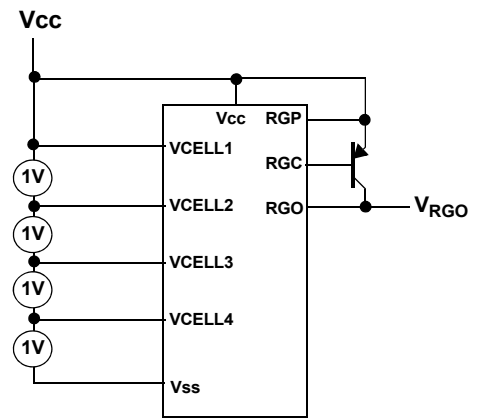 Vcc
Vcc
RGP
VCELL1
1V
RGC
VCELL2
RGO
VRGO
1V
VCELL3
1V
VCELL4
1V
Vss